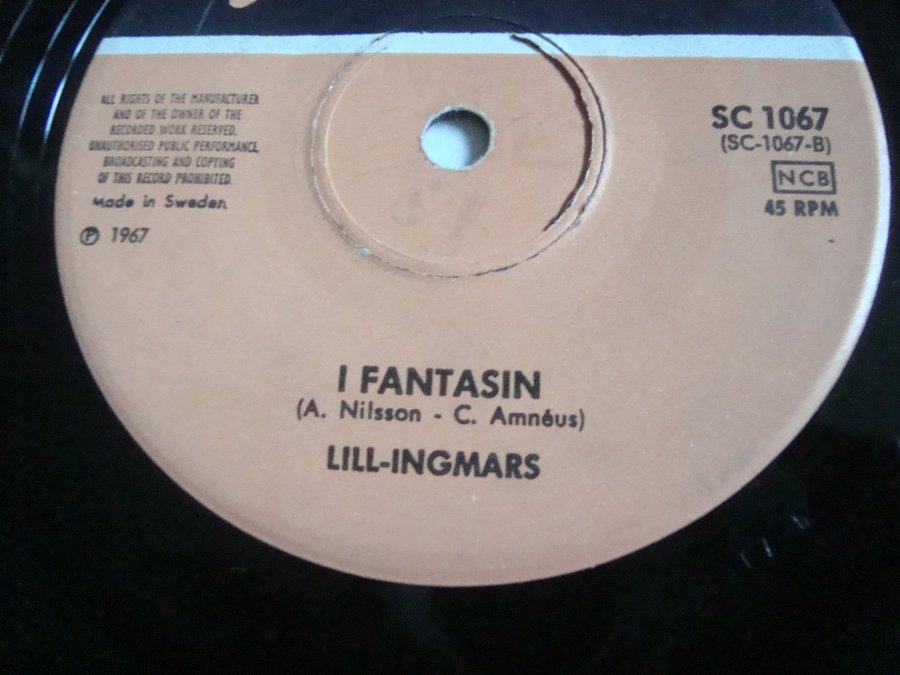 ALL RIGHTS OF THE MANUFACTURER
AND OF THE OWNER OF THE
RECORDED WORK RESERVED.
UNAUTHORISED PUBLIC PERFORMANCE,
BROADCASTING AND COPYING
OF THIS RECORD PROHIBITED.
Made in Sweden
Ⓟ 1967
SC 1067
(SC-1067-B)
NCB
45 RPM
I FANTASIN
(A. Nilsson - C. Amnéus)
LILL-INGMARS